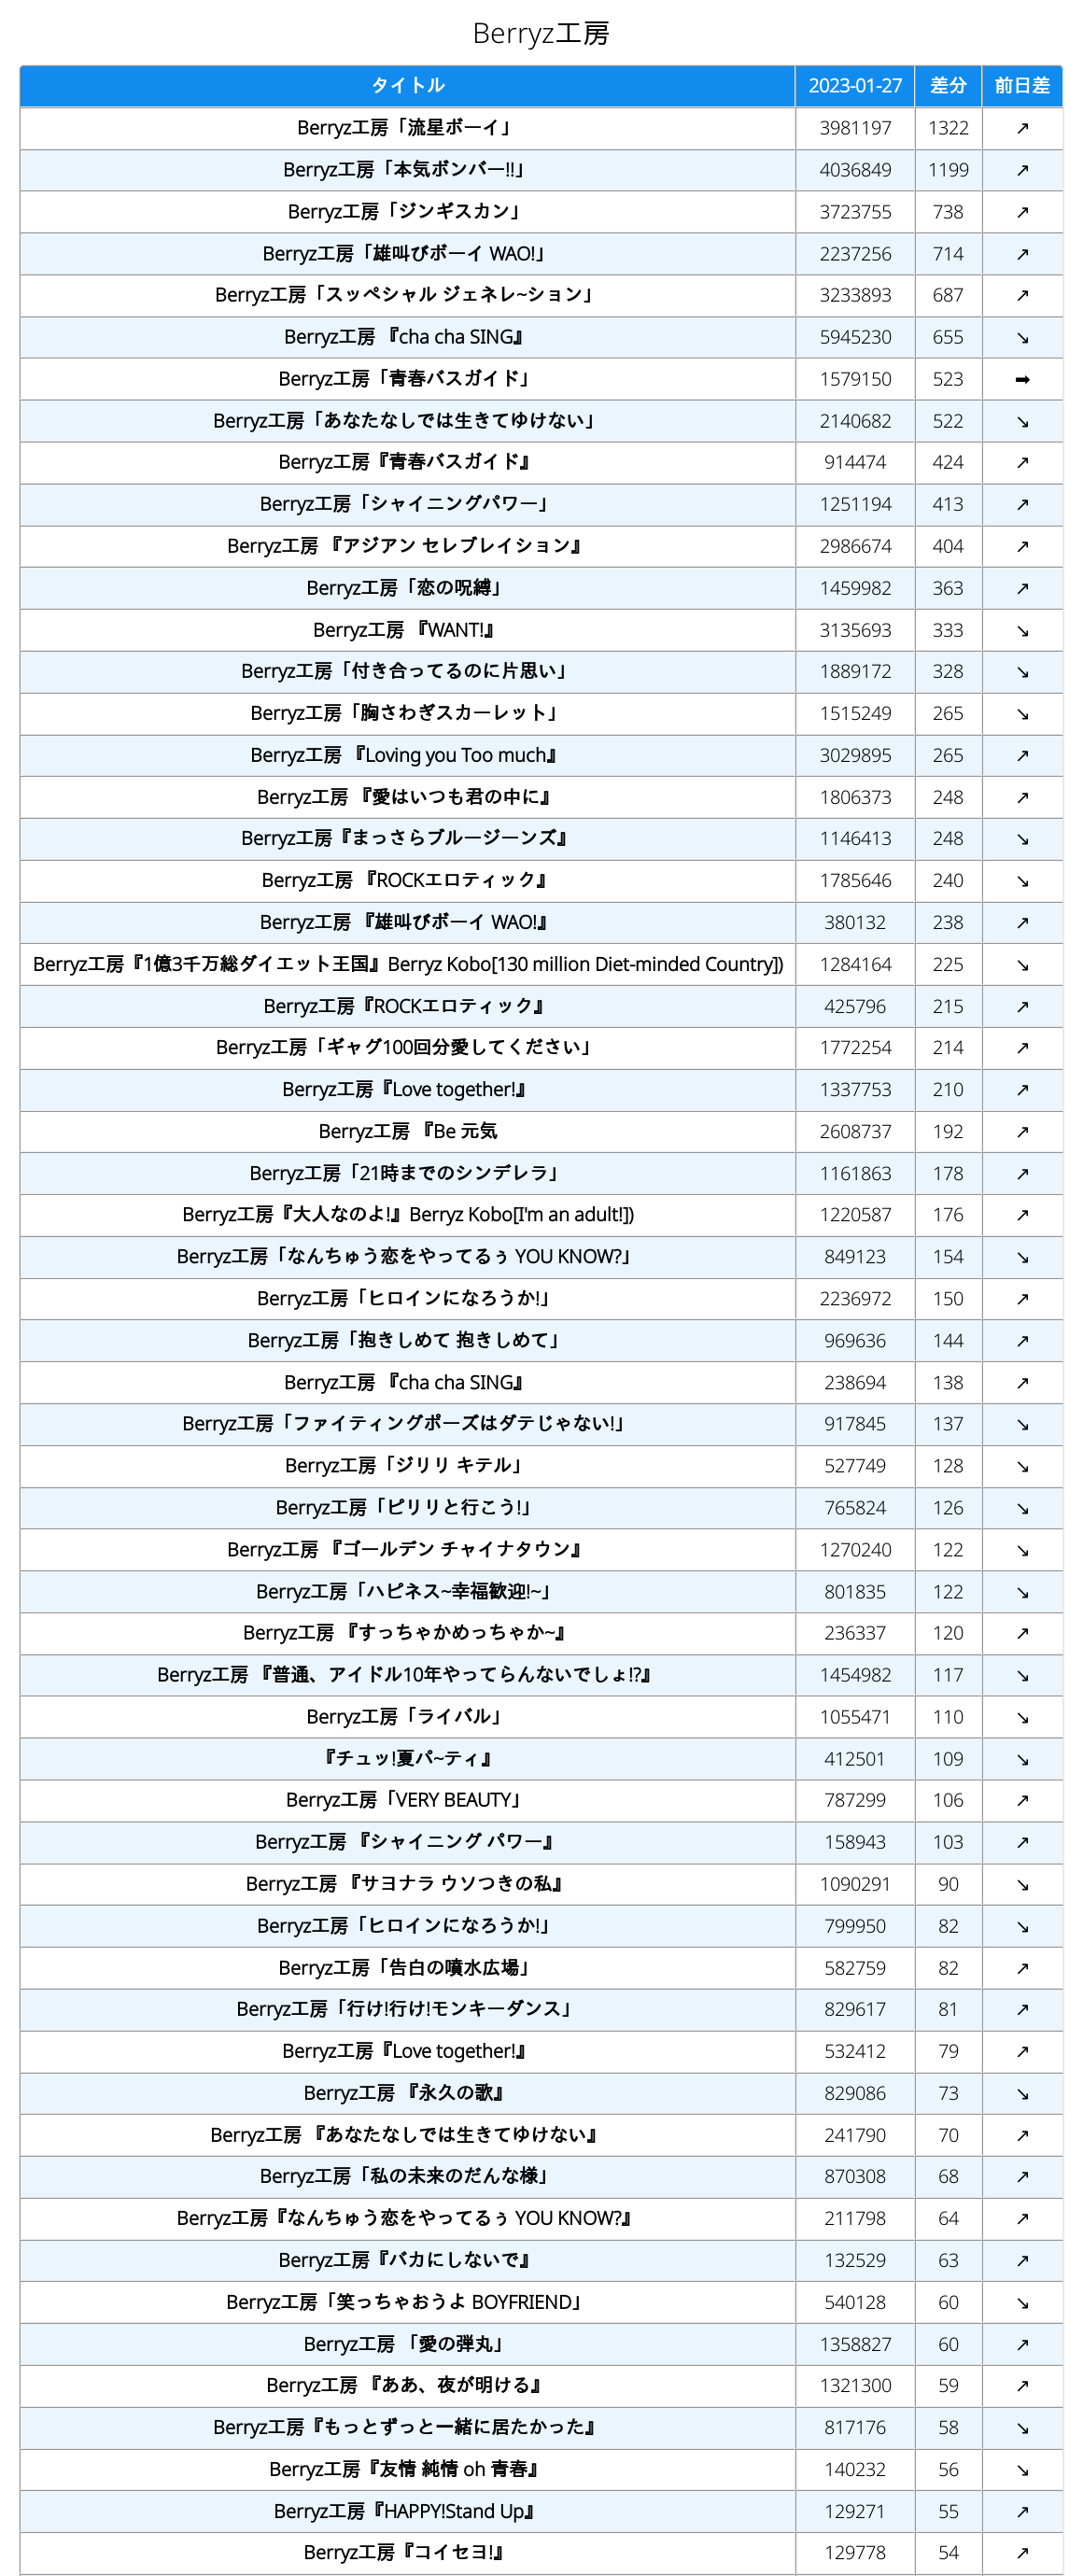 Berryz工房
タイトル 2023-01-27 差分 前日差
Berryz工房「流星ボーイ」 3981197 1322 ↗
Berryz工房「本気ボンバー!!」 4036849 1199 ↗
Berryz工房「ジンギスカン」 3723755 738 ↗
Berryz工房「雄叫びボーイ WAO!」 2237256 714 ↗
Berryz工房「スッペシャル ジェネレ~ション」 3233893 687 ↗
Berryz工房 『cha cha SING』 5945230 655 ↘
Berryz工房「青春バスガイド」 1579150 523 ➡
Berryz工房「あなたなしでは生きてゆけない」 2140682 522 ↘
Berryz工房『青春バスガイド』 914474 424 ↗
Berryz工房「シャイニングパワー」 1251194 413 ↗
Berryz工房 『アジアン セレブレイション』 2986674 404 ↗
Berryz工房「恋の呪縛」 1459982 363 ↗
Berryz工房 『WANT!』 3135693 333 ↘
Berryz工房「付き合ってるのに片思い」 1889172 328 ↘
Berryz工房「胸さわぎスカーレット」 1515249 265 ↘
Berryz工房 『Loving you Too much』 3029895 265 ↗
Berryz工房 『愛はいつも君の中に』 1806373 248 ↗
Berryz工房『まっさらブルージーンズ』 1146413 248 ↘
Berryz工房 『ROCKエロティック』 1785646 240 ↘
Berryz工房 『雄叫びボーイ WAO!』 380132 238 ↗
Berryz工房『1億3千万総ダイエット王国』Berryz Kobo[130 million Diet-minded Country]) 1284164 225 ↘
Berryz工房『ROCKエロティック』 425796 215 ↗
Berryz工房「ギャグ100回分愛してください」 1772254 214 ↗
Berryz工房『Love together!』 1337753 210 ↗
Berryz工房 『Be 元気 2608737 192 ↗
Berryz工房「21時までのシンデレラ」 1161863 178 ↗
Berryz工房『大人なのよ!』Berryz Kobo[I'm an adult!]) 1220587 176 ↗
Berryz工房「なんちゅう恋をやってるぅ YOU KNOW?」 849123 154 ↘
Berryz工房「ヒロインになろうか!」 2236972 150 ↗
Berryz工房「抱きしめて 抱きしめて」 969636 144 ↗
Berryz工房 『cha cha SING』 238694 138 ↗
Berryz工房「ファイティングポーズはダテじゃない!」 917845 137 ↘
Berryz工房「ジリリ キテル」 527749 128 ↘
Berryz工房「ピリリと行こう!」 765824 126 ↘
Berryz工房 『ゴールデン チャイナタウン』 1270240 122 ↘
Berryz工房「ハピネス~幸福歓迎!~」 801835 122 ↘
Berryz工房 『すっちゃかめっちゃか~』 236337 120 ↗
Berryz工房 『普通、アイドル10年やってらんないでしょ!?』 1454982 117 ↘
Berryz工房「ライバル」 1055471 110 ↘
『チュッ!夏パ~ティ』 412501 109 ↘
Berryz工房「VERY BEAUTY」 787299 106 ↗
Berryz工房 『シャイニング パワー』 158943 103 ↗
Berryz工房 『サヨナラ ウソつきの私』 1090291 90 ↘
Berryz工房「ヒロインになろうか!」 799950 82 ↘
Berryz工房「告白の噴水広場」 582759 82 ↗
Berryz工房「行け!行け!モンキーダンス」 829617 81 ↗
Berryz工房『Love together!』 532412 79 ↗
Berryz工房 『永久の歌』 829086 73 ↘
Berryz工房 『あなたなしでは生きてゆけない』 241790 70 ↗
Berryz工房「私の未来のだんな様」 870308 68 ↗
Berryz工房『なんちゅう恋をやってるぅ YOU KNOW?』 211798 64 ↗
Berryz工房『バカにしないで』 132529 63 ↗
Berryz工房「笑っちゃおうよ BOYFRIEND」 540128 60 ↘
Berryz工房 「愛の弾丸」 1358827 60 ↗
Berryz工房 『ああ、夜が明ける』 1321300 59 ↗
Berryz工房『もっとずっと一緒に居たかった』 817176 58 ↘
Berryz工房『友情 純情 oh 青春』 140232 56 ↘
Berryz工房『HAPPY!Stand Up』 129271 55 ↗
Berryz工房『コイセヨ!』 129778 54 ↗